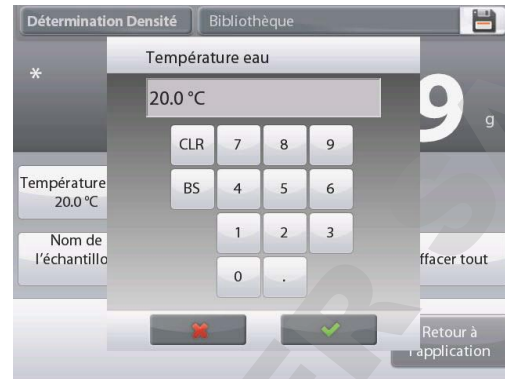 Détermination Densité
Bibliothèque
Température eau
*
20.0 °C
9 g
CLR 7 8 9
BS 4 5 6
1 2 3
0 .
Température
20.0 °C
Nom de
l'échantillo
ffacer tout
Retour à
l'application